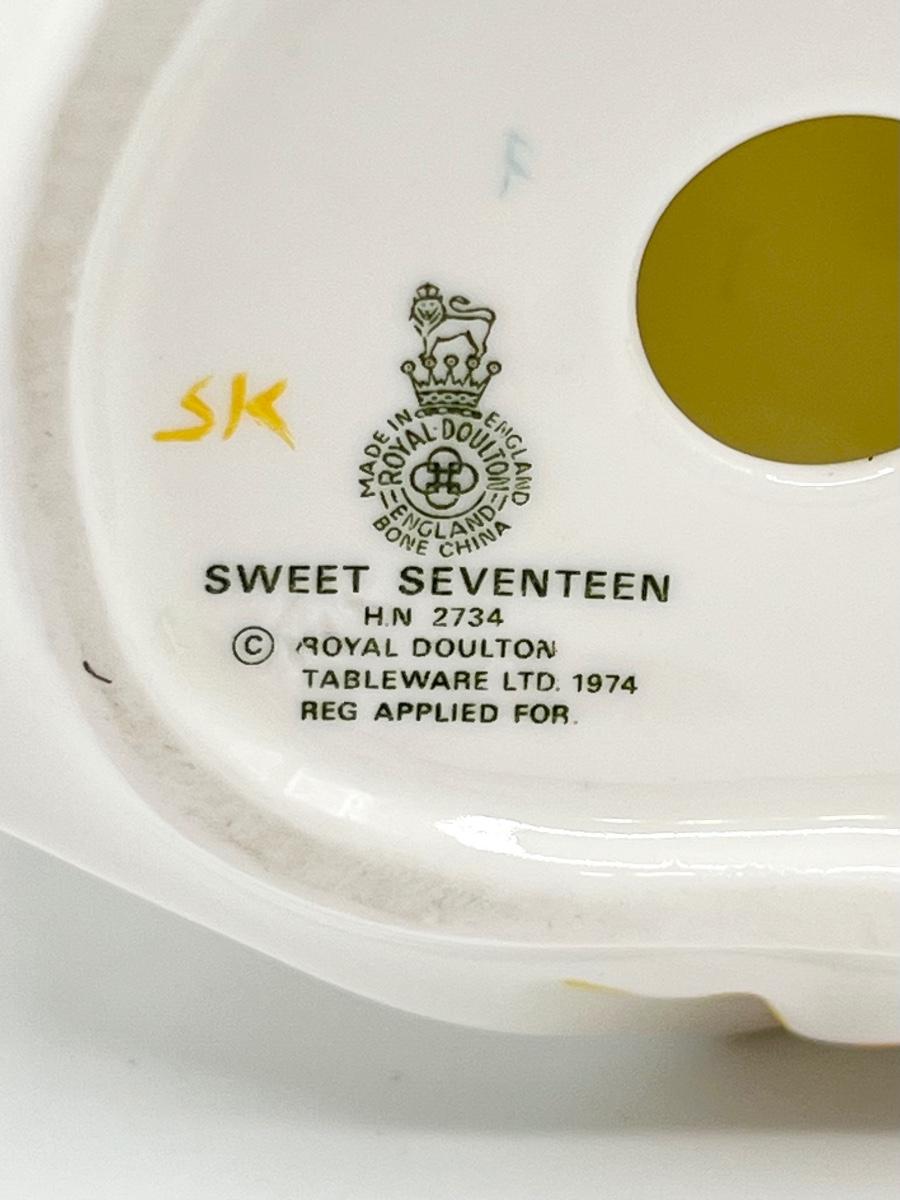 SK
MADE IN ENGLAND
ROYAL·DOULTON
ENGLAND
BONE CHINA
SWEET SEVENTEEN
H.N 2734
© ROYAL DOULTON
TABLEWARE LTD. 1974
REG APPLIED FOR.